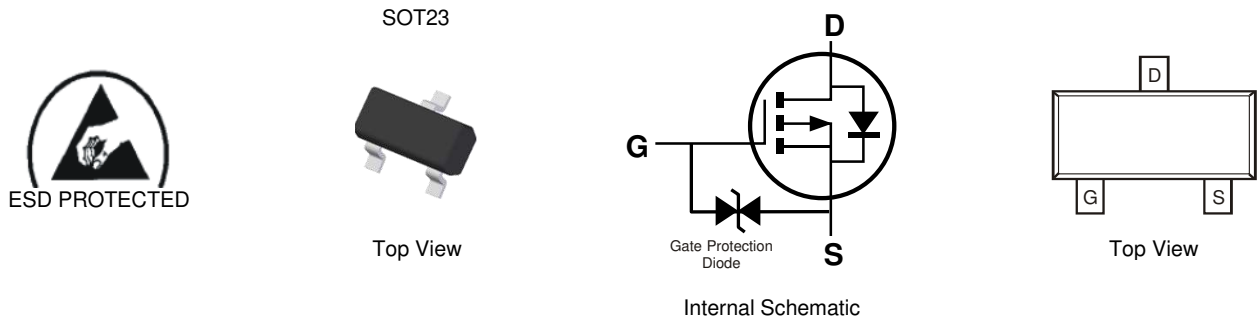 SOT23
ESD PROTECTED
Top View
D
G
S
Gate Protection
Diode
Internal Schematic
D
G
S
Top View